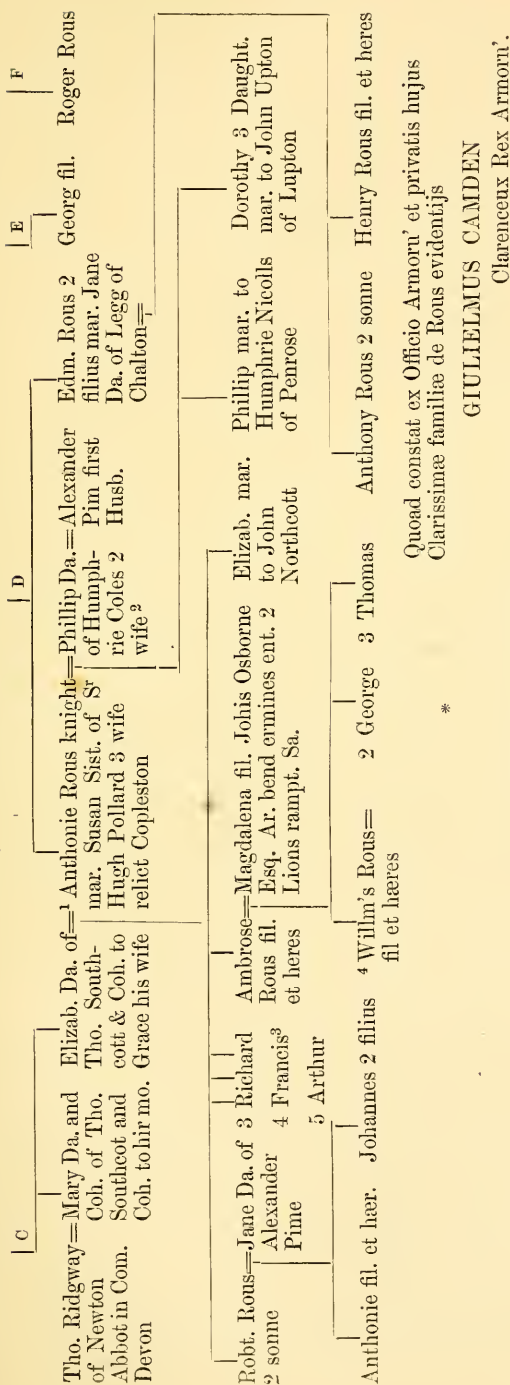 C
D
E
F
Tho. Ridgway=Mary Da. and
of Newton Coh. of Tho.
Abbot in Com. Southcot and
Devon Coh. to hir mo.
Elizab. Da. of=¹ Anthonie Rous knight=Phillip Da.=Alexander
Tho. South- mar. Susan Sist. of Sr of Humph- Pim first
cott & Coh. to Hugh Pollard 3 wife rie Coles 2 Husb.
Grace his wife relict Copleston wife ²
Edm. Rous 2
filius mar. Jane
Da. of Legg of
Chalton=
Georg fil.
Roger Rous
Robt. Rous=Jane Da. of
2 sonne Alexander
Pime
3 Richard
4 Francis³
5 Arthur
Ambrose=Magdalena fil. Johis Osborne
Rous fil. Esq. Ar. bend ermines ent. 2
et heres Lions rampt. Sa.
Elizab. mar.
to John
Northcott
Phillip mar. to
Humphrie Nicolls
of Penrose
Dorothy 3 Daught.
mar. to John Upton
of Lupton
Anthonie fil. et hær.
Johannes 2 filius
⁴ Willm's Rous=
fil et hæres
2 George
3 Thomas
Anthony Rous 2 sonne
Henry Rous fil. et heres
*
Quoad constat ex Officio Armoru' et privatis hujus
Clarissimæ familiæ de Rous evidentijs
GIULIELMUS CAMDEN
Clarenceux Rex Armoru'.